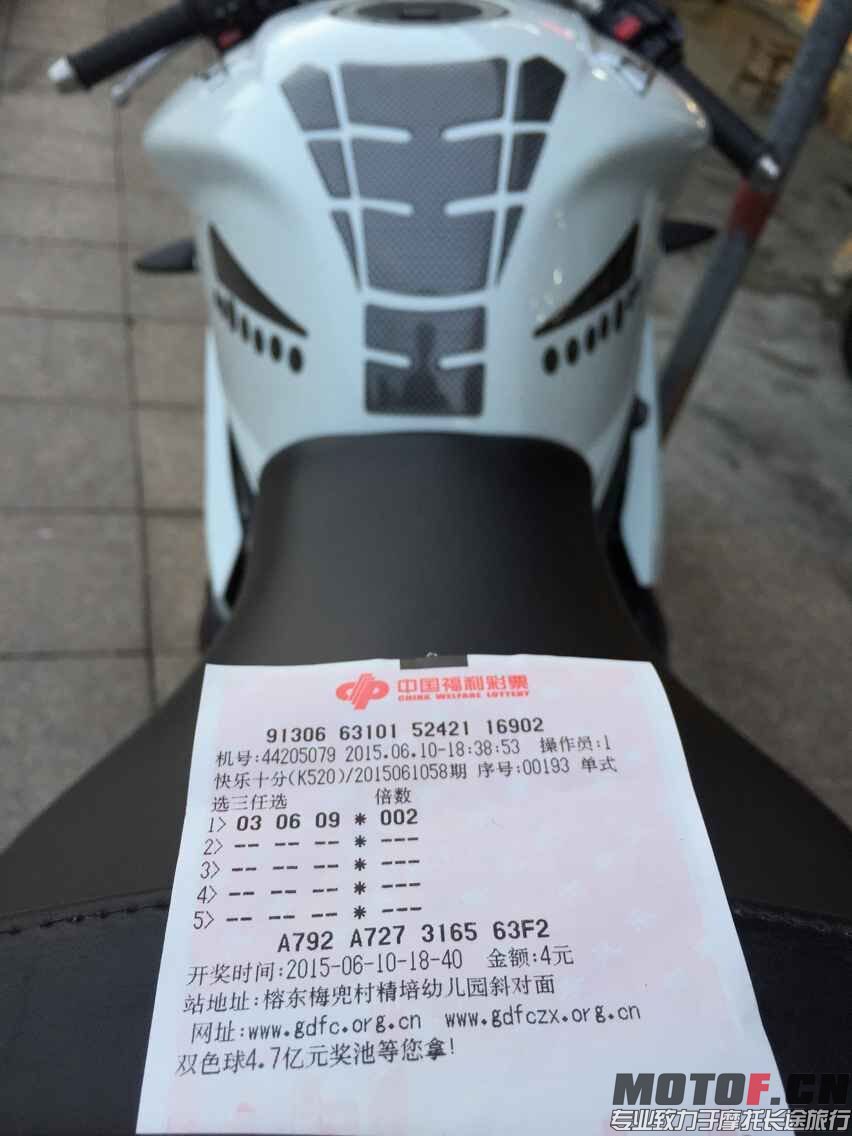 中国福利彩票
CHINA WELFARE LOTTERY
91306 63101 52421 16902
机号:44205079 2015.06.10-18:38:53 操作员:1
快乐十分(K520)/2015061058期 序号:00193 单式
选三任选 倍数
1> 03 06 09 * 002
2> -- -- -- * ---
3> -- -- -- * ---
4> -- -- -- * ---
5> -- -- -- * ---
A792 A727 3165 63F2
开奖时间:2015-06-10-18-40 金额:4元
站地址:榕东梅兜村精培幼儿园斜对面
网址:www.gdfc.org.cn www.gdfczx.org.cn
双色球4.7亿元奖池等您拿!
MOTOF.CN
专业致力于摩托长途旅行